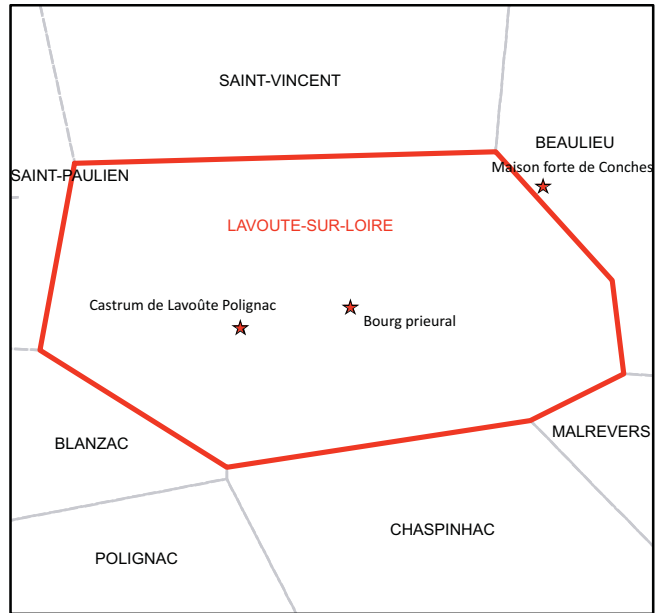 SAINT-VINCENT
BEAULIEU
Maison forte de Conches
SAINT-PAULIEN
LAVOUTE-SUR-LOIRE
Castrum de Lavoûte Polignac
Bourg prieural
BLANZAC
MALREVERS
CHASPINHAC
POLIGNAC